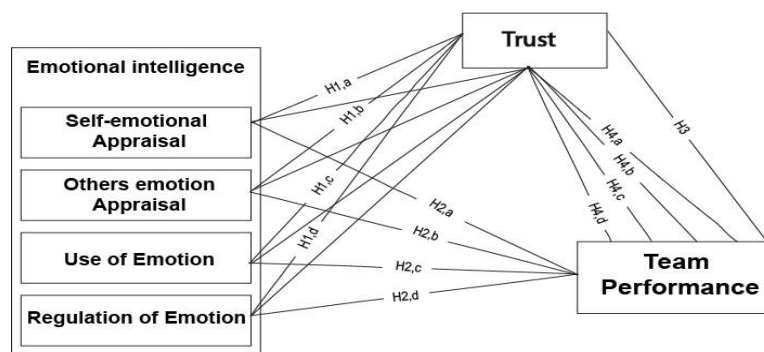 Trust
Emotional intelligence
Self-emotional
Appraisal
Others emotion
Appraisal
Use of Emotion
Regulation of Emotion
H1,a
H1,b
H1,c
H1,d
H2,a
H2,b
H2,c
H2,d
H3
H4,a
H4,b
H4,c
H4,d
Team
Performance